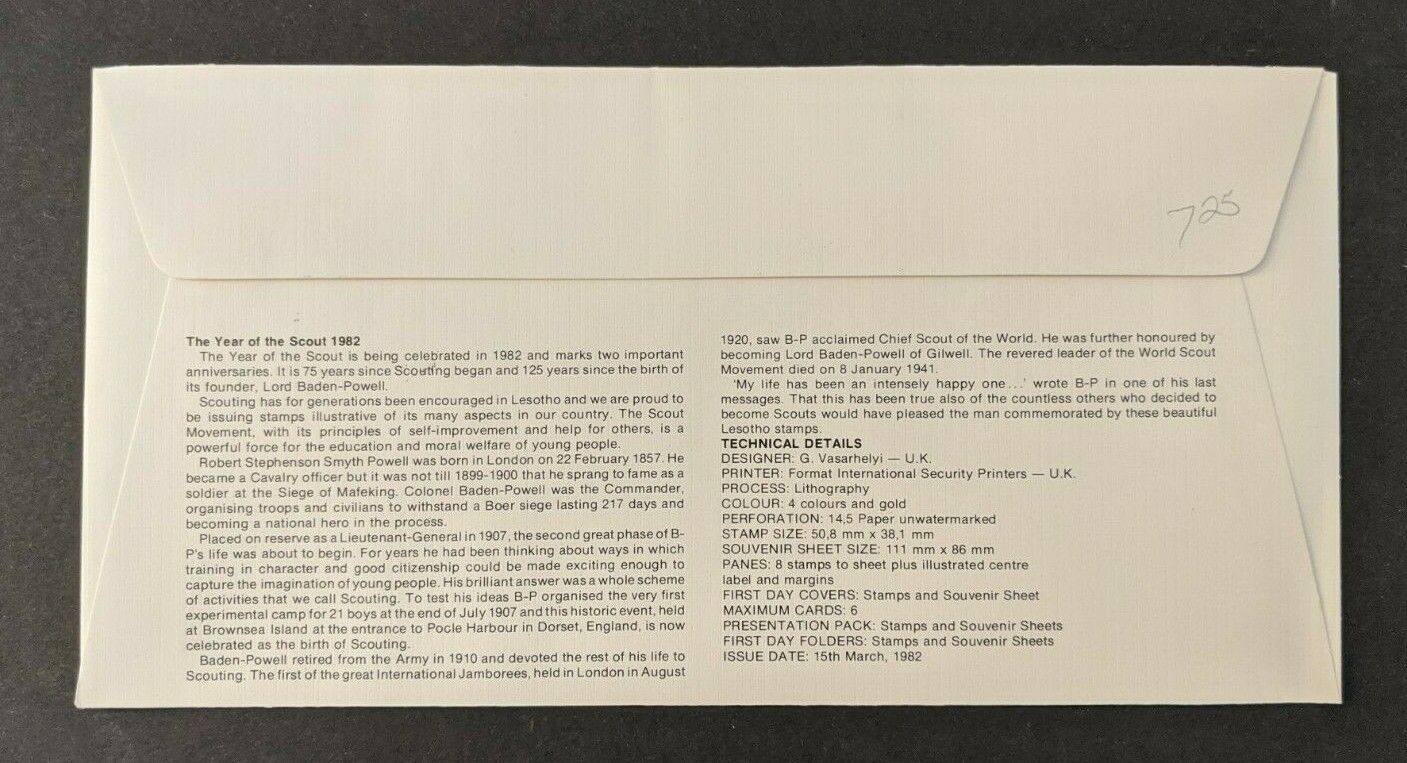 7 25
The Year of the Scout 1982
The Year of the Scout is being celebrated in 1982 and marks two important
anniversaries. It is 75 years since Scouting began and 125 years since the birth of
its founder, Lord Baden-Powell.
Scouting has for generations been encouraged in Lesotho and we are proud to
be issuing stamps illustrative of its many aspects in our country. The Scout
Movement, with its principles of self-improvement and help for others, is a
powerful force for the education and moral welfare of young people.
Robert Stephenson Smyth Powell was born in London on 22 February 1857. He
became a Cavalry officer but it was not till 1899-1900 that he sprang to fame as a
soldier at the Siege of Mafeking. Colonel Baden-Powell was the Commander,
organising troops and civilians to withstand a Boer siege lasting 217 days and
becoming a national hero in the process.
Placed on reserve as a Lieutenant-General in 1907, the second great phase of B-
P's life was about to begin. For years he had been thinking about ways in which
training in character and good citizenship could be made exciting enough to
capture the imagination of young people. His brilliant answer was a whole scheme
of activities that we call Scouting. To test his ideas B-P organised the very first
experimental camp for 21 boys at the end of July 1907 and this historic event, held
at Brownsea Island at the entrance to Pocle Harbour in Dorset, England, is now
celebrated as the birth of Scouting.
Baden-Powell retired from the Army in 1910 and devoted the rest of his life to
Scouting. The first of the great International Jamborees, held in London in August
1920, saw B-P acclaimed Chief Scout of the World. He was further honoured by
becoming Lord Baden-Powell of Gilwell. The revered leader of the World Scout
Movement died on 8 January 1941.
'My life has been an intensely happy one...' wrote B-P in one of his last
messages. That this has been true also of the countless others who decided to
become Scouts would have pleased the man commemorated by these beautiful
Lesotho stamps.
TECHNICAL DETAILS
DESIGNER: G. Vasarhelyi — U.K.
PRINTER: Format International Security Printers — U.K.
PROCESS: Lithography
COLOUR: 4 colours and gold
PERFORATION: 14,5 Paper unwatermarked
STAMP SIZE: 50,8 mm x 38,1 mm
SOUVENIR SHEET SIZE: 111 mm x 86 mm
PANES: 8 stamps to sheet plus illustrated centre
label and margins
FIRST DAY COVERS: Stamps and Souvenir Sheet
MAXIMUM CARDS: 6
PRESENTATION PACK: Stamps and Souvenir Sheets
FIRST DAY FOLDERS: Stamps and Souvenir Sheets
ISSUE DATE: 15th March, 1982